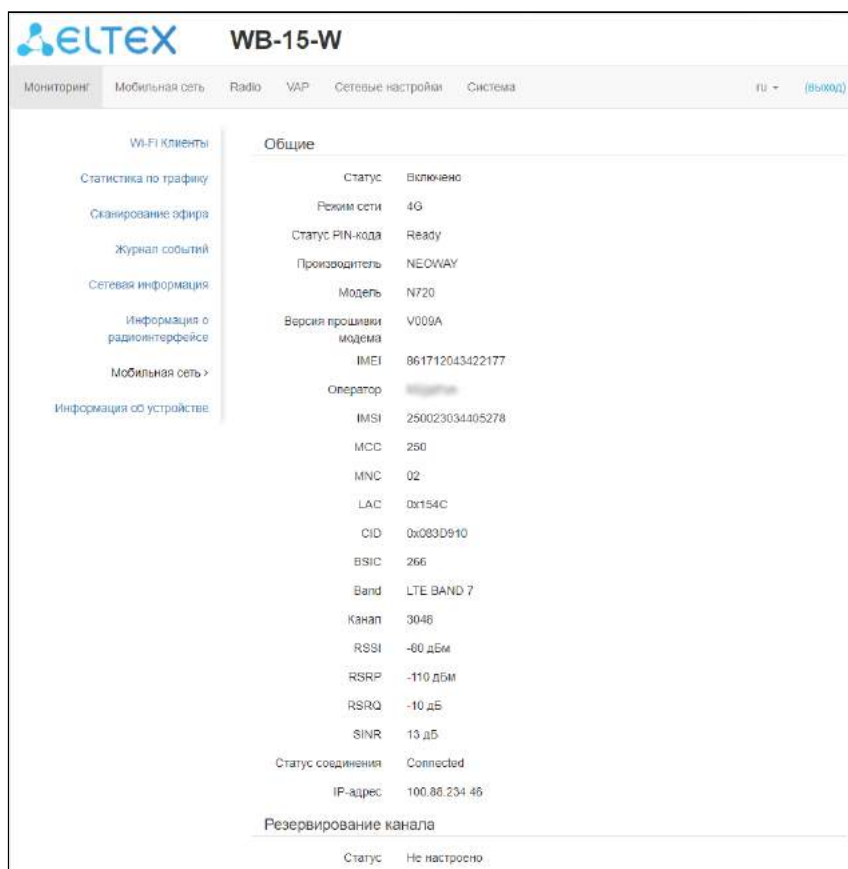 ELTEX WB-15-W
Мониторинг Мобильная сеть Radio VAP Сетевые настройки Система ru (выход)
Wi-Fi Клиенты
Статистика по трафику
Сканирование эфира
Журнал событий
Сетевая информация
Информация о
радиоинтерфейсе
Мобильная сеть >
Информация об устройстве
Общие
Статус Включено
Режим сети 4G
Статус PIN-кода Ready
Производитель NEOWAY
Модель N720
Версия прошивки V009A
модема
IMEI 861712043422177
Оператор
IMSI 250023034405278
MCC 250
MNC 02
LAC 0x154C
CID 0x083D910
BSIC 266
Band LTE BAND 7
Канал 3048
RSSI -80 дБм
RSRP -110 дБм
RSRQ -10 дБ
SINR 13 дБ
Статус соединения Connected
IP-адрес 100.88.234.46
Резервирование канала
Статус Не настроено